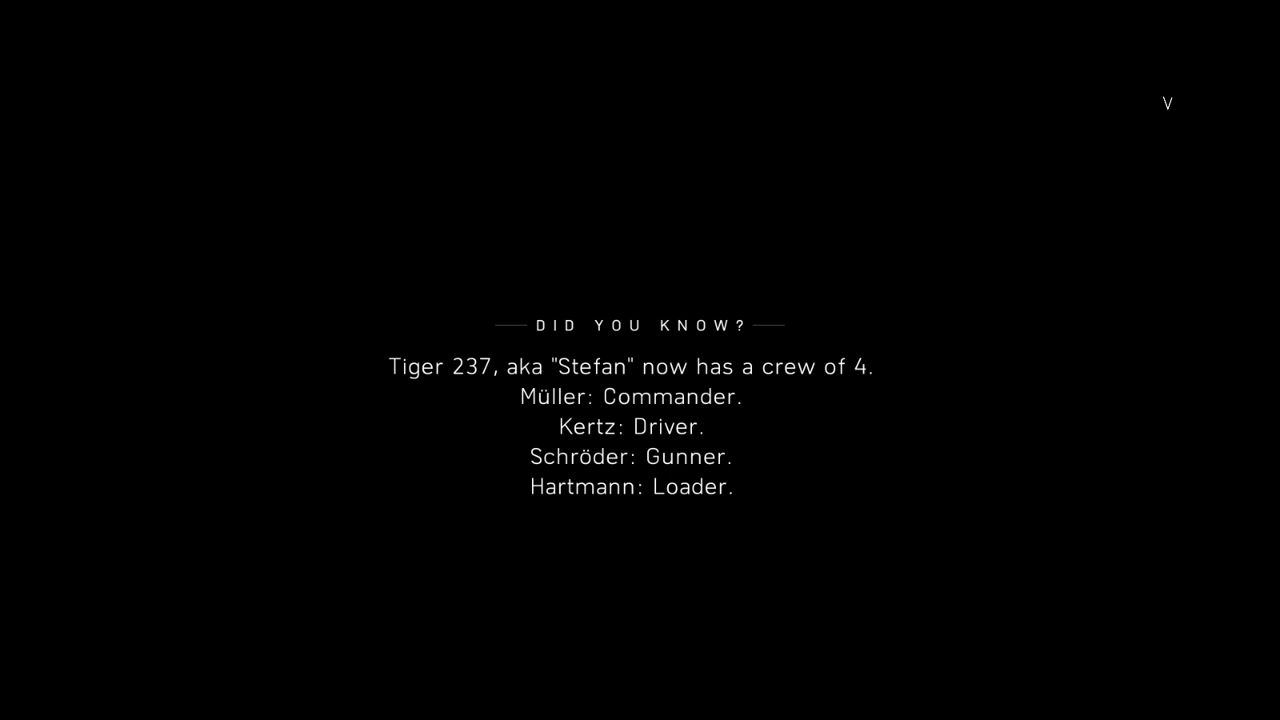 V
DID YOU KNOW?
Tiger 237, aka "Stefan" now has a crew of 4.
Müller: Commander.
Kertz: Driver.
Schröder: Gunner.
Hartmann: Loader.